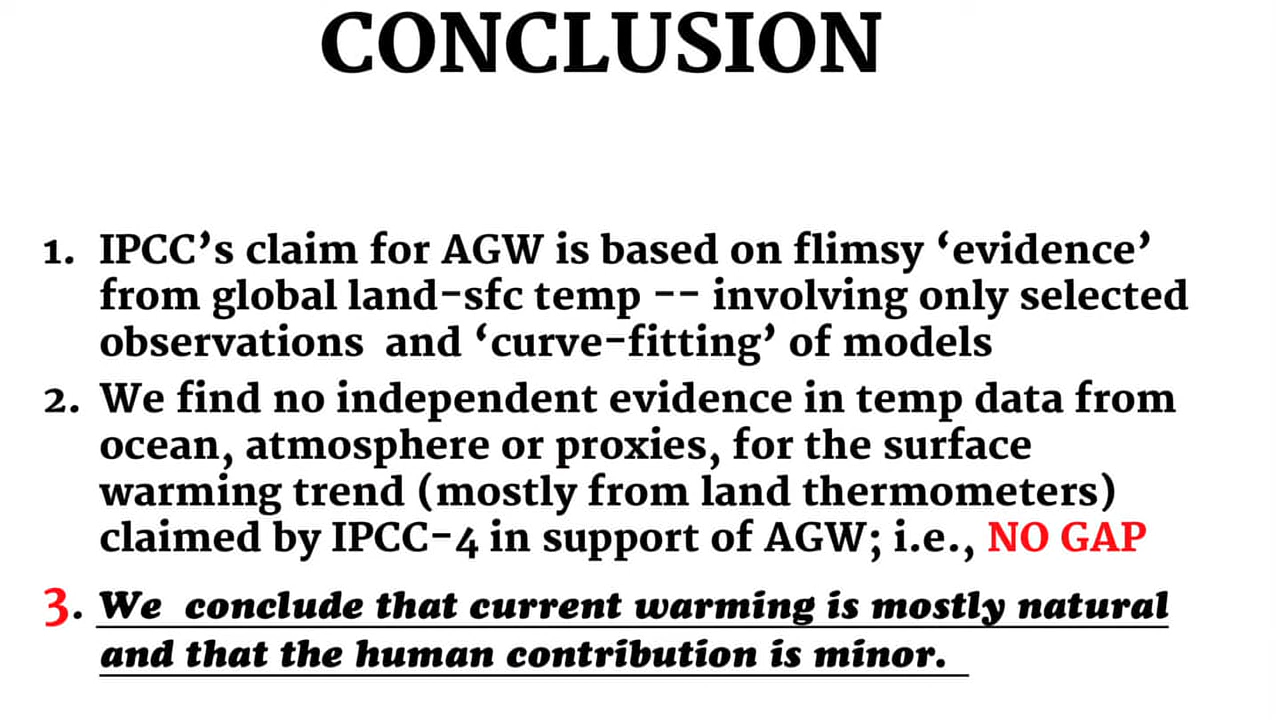 CONCLUSION
1. IPCC’s claim for AGW is based on flimsy ‘evidence’
from global land-sfc temp -- involving only selected
observations and ‘curve-fitting’ of models
2. We find no independent evidence in temp data from
ocean, atmosphere or proxies, for the surface
warming trend (mostly from land thermometers)
claimed by IPCC-4 in support of AGW; i.e., NO GAP
3. We conclude that current warming is mostly natural
and that the human contribution is minor.